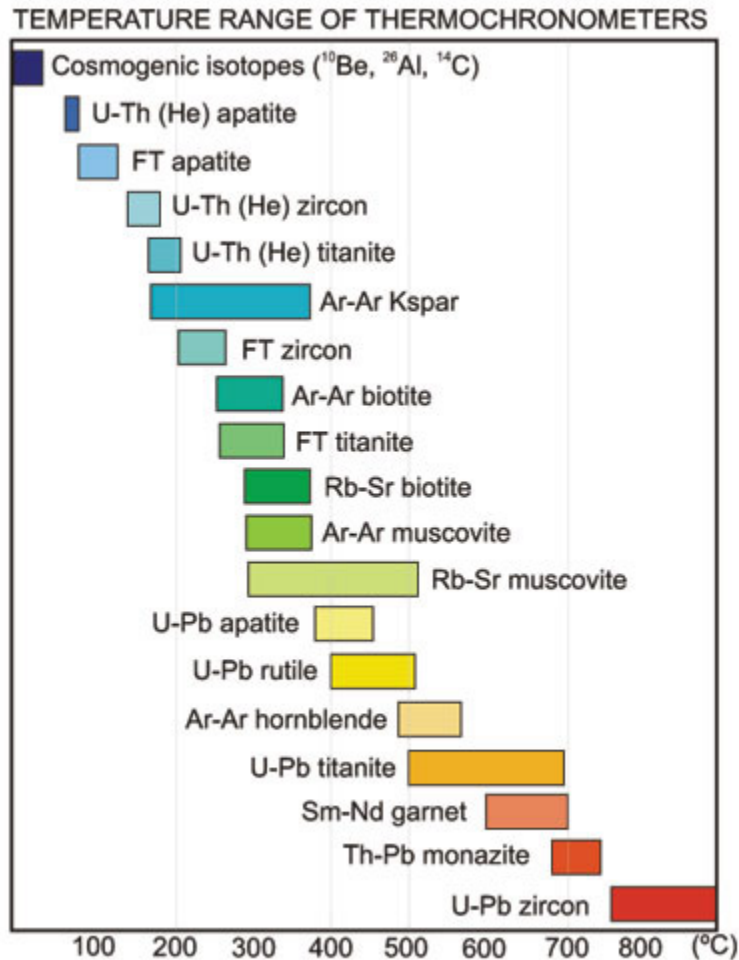 TEMPERATURE RANGE OF THERMOCHRONOMETERS
Cosmogenic isotopes (¹⁰Be, ²⁶Al, ¹⁴C)
U-Th (He) apatite
FT apatite
U-Th (He) zircon
U-Th (He) titanite
Ar-Ar Kspar
FT zircon
Ar-Ar biotite
FT titanite
Rb-Sr biotite
Ar-Ar muscovite
Rb-Sr muscovite
U-Pb apatite
U-Pb rutile
Ar-Ar hornblende
U-Pb titanite
Sm-Nd garnet
Th-Pb monazite
U-Pb zircon
100 200 300 400 500 600 700 800 (ºC)